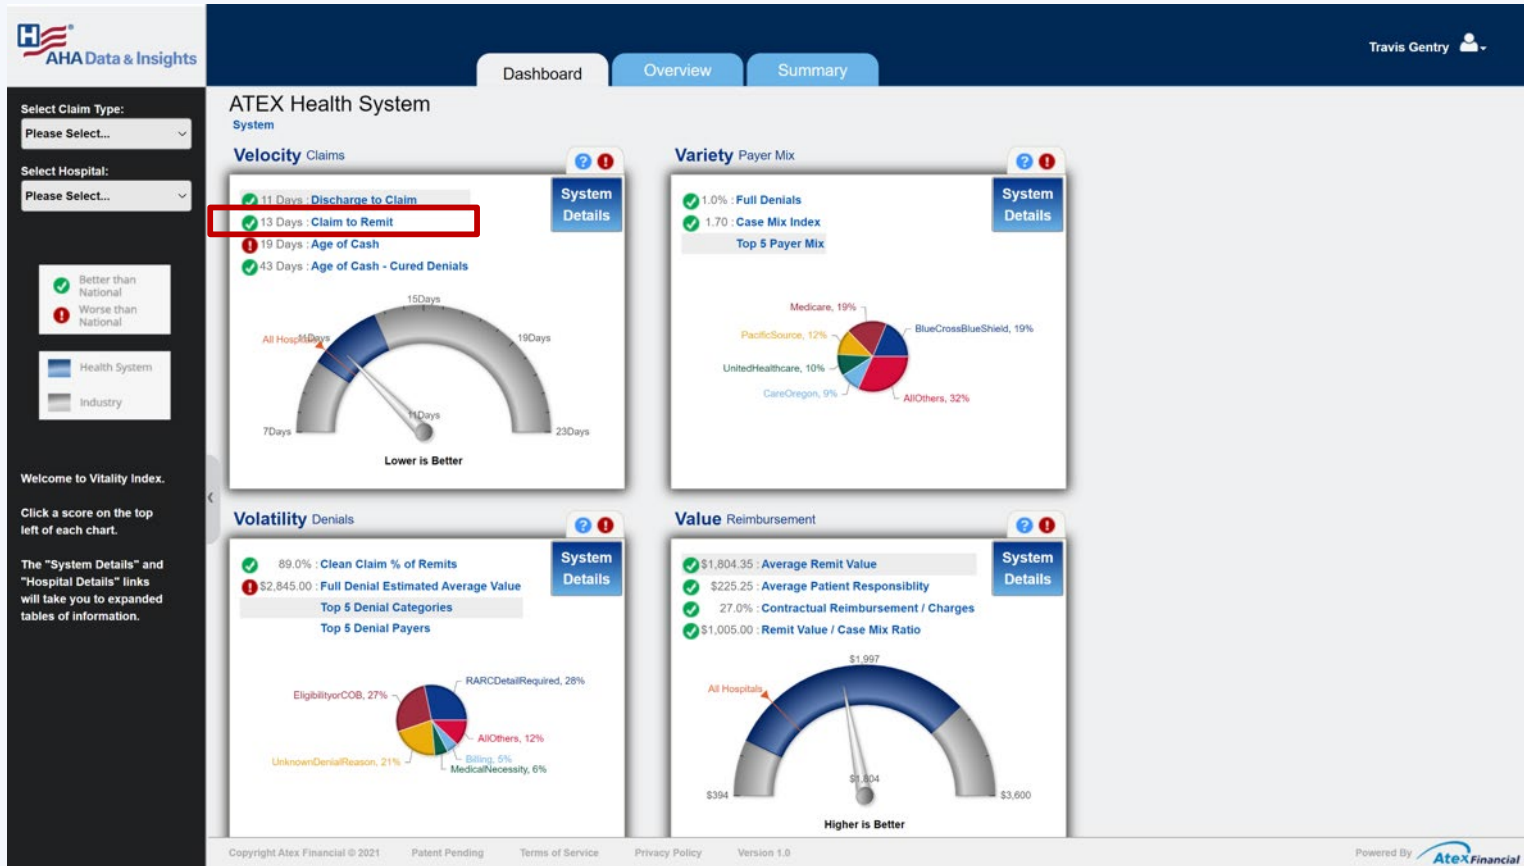 H
AHA Data & Insights
Dashboard
Overview
Summary
Travis Gentry
Select Claim Type:
Please Select...
Select Hospital:
Please Select...
Better than
National
Worse than
National
Health System
Industry
Welcome to Vitality Index.
Click a score on the top
left of each chart.
The "System Details" and
"Hospital Details" links
will take you to expanded
tables of information.
ATEX Health System
System
Velocity Claims
System
Details
11 Days : Discharge to Claim
13 Days : Claim to Remit
19 Days : Age of Cash
43 Days : Age of Cash - Cured Denials
15Days
All Hospitals
11Days
19Days
11Days
7Days
23Days
Lower is Better
Variety Payer Mix
System
Details
1.0% : Full Denials
1.70 : Case Mix Index
Top 5 Payer Mix
Medicare, 19%
BlueCrossBlueShield, 19%
PacificSource, 12%
UnitedHealthcare, 10%
CareOregon, 9%
AllOthers, 32%
Volatility Denials
System
Details
89.0% : Clean Claim % of Remits
$2,845.00 : Full Denial Estimated Average Value
Top 5 Denial Categories
Top 5 Denial Payers
RARCDetailRequired, 28%
EligibilityorCOB, 27%
AllOthers, 12%
Billing, 5%
UnknownDenialReason, 21%
MedicalNecessity, 6%
Value Reimbursement
System
Details
$1,804.35 : Average Remit Value
$225.25 : Average Patient Responsiblity
27.0% : Contractual Reimbursement / Charges
$1,005.00 : Remit Value / Case Mix Ratio
$1,997
All Hospitals
$1,804
$394
$3,600
Higher is Better
Copyright Atex Financial © 2021
Patent Pending
Terms of Service
Privacy Policy
Version 1.0
Powered By
Atex Financial